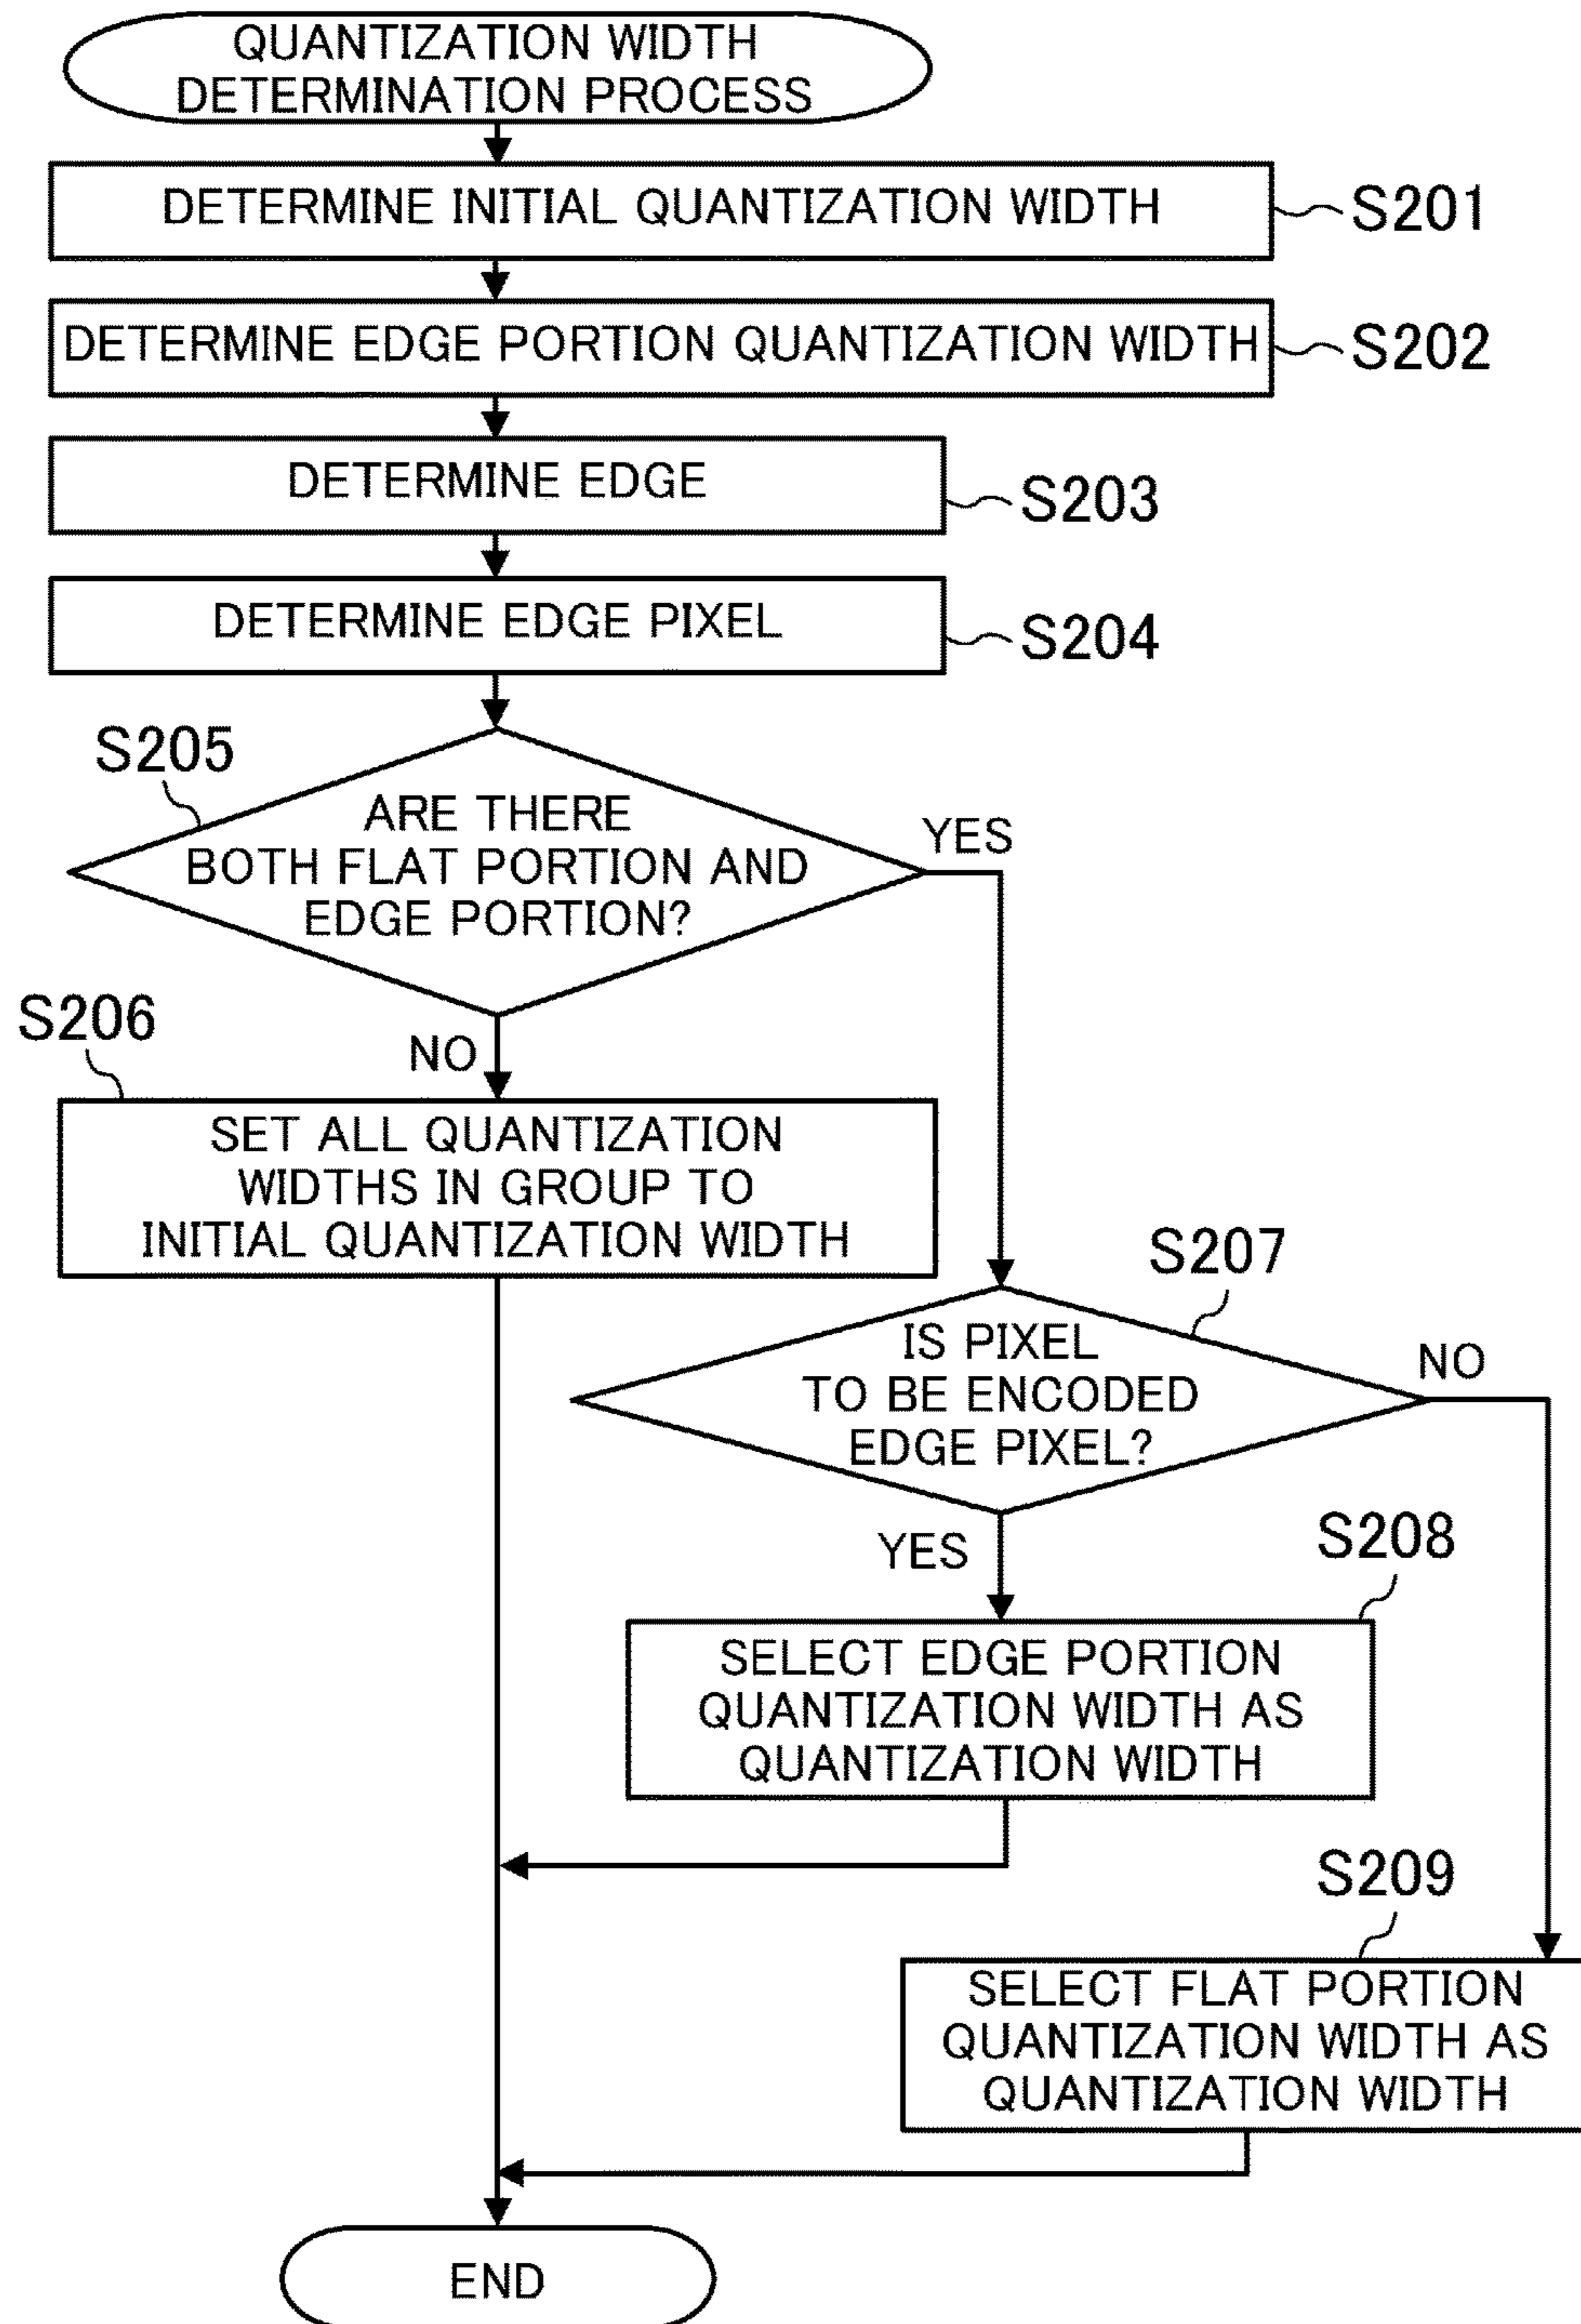 QUANTIZATION WIDTH
DETERMINATION PROCESS
DETERMINE INITIAL QUANTIZATION WIDTH
S201
DETERMINE EDGE PORTION QUANTIZATION WIDTH
S202
DETERMINE EDGE
S203
DETERMINE EDGE PIXEL
S204
S205
ARE THERE
BOTH FLAT PORTION AND
EDGE PORTION?
YES
NO
S206
SET ALL QUANTIZATION
WIDTHS IN GROUP TO
INITIAL QUANTIZATION WIDTH
S207
IS PIXEL
TO BE ENCODED
EDGE PIXEL?
NO
YES
S208
SELECT EDGE PORTION
QUANTIZATION WIDTH AS
QUANTIZATION WIDTH
S209
SELECT FLAT PORTION
QUANTIZATION WIDTH AS
QUANTIZATION WIDTH
END